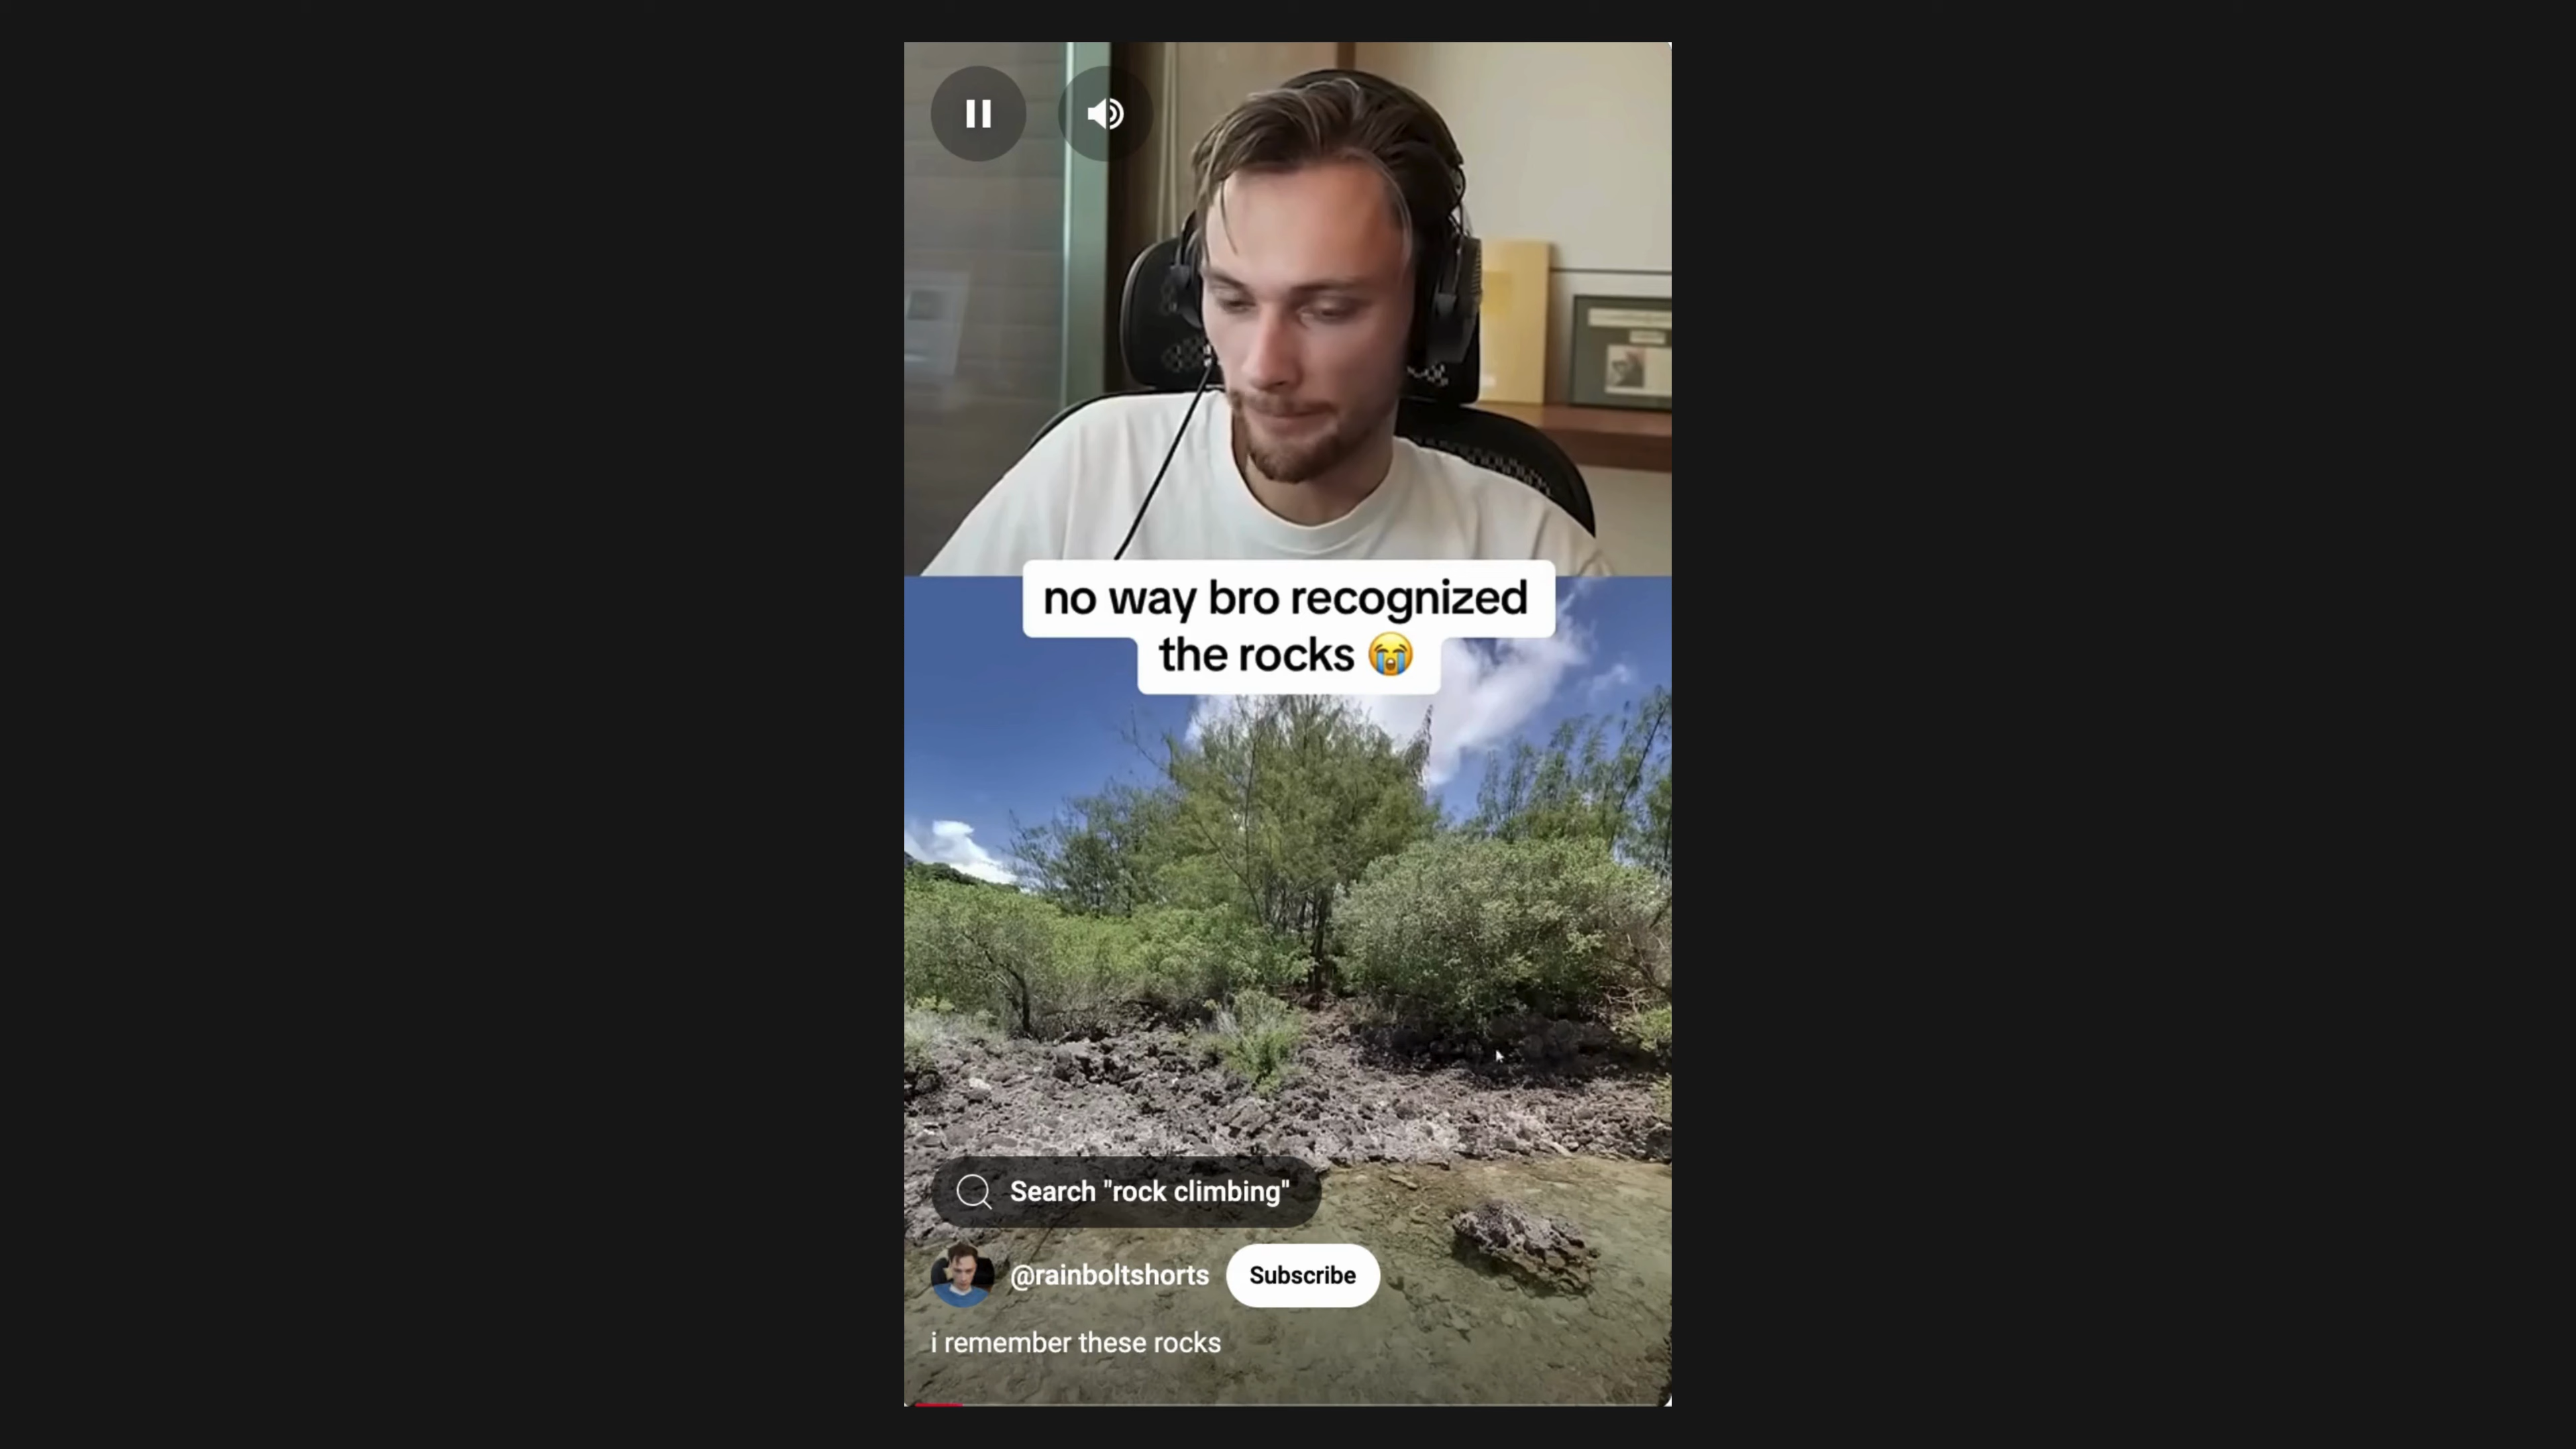 no way bro recognized
the rocks 😭
Search "rock climbing"
@rainboltshorts
Subscribe
i remember these rocks